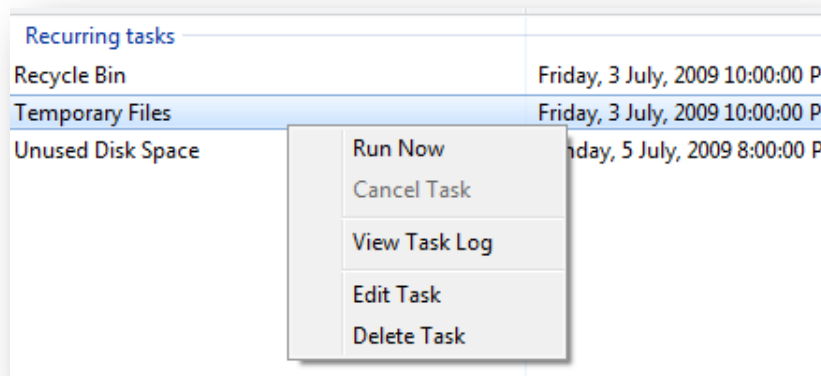 Recurring tasks
Recycle Bin Friday, 3 July, 2009 10:00:00 P
Temporary Files Friday, 3 July, 2009 10:00:00 P
Unused Disk Space nday, 5 July, 2009 8:00:00 P
Run Now
Cancel Task
View Task Log
Edit Task
Delete Task